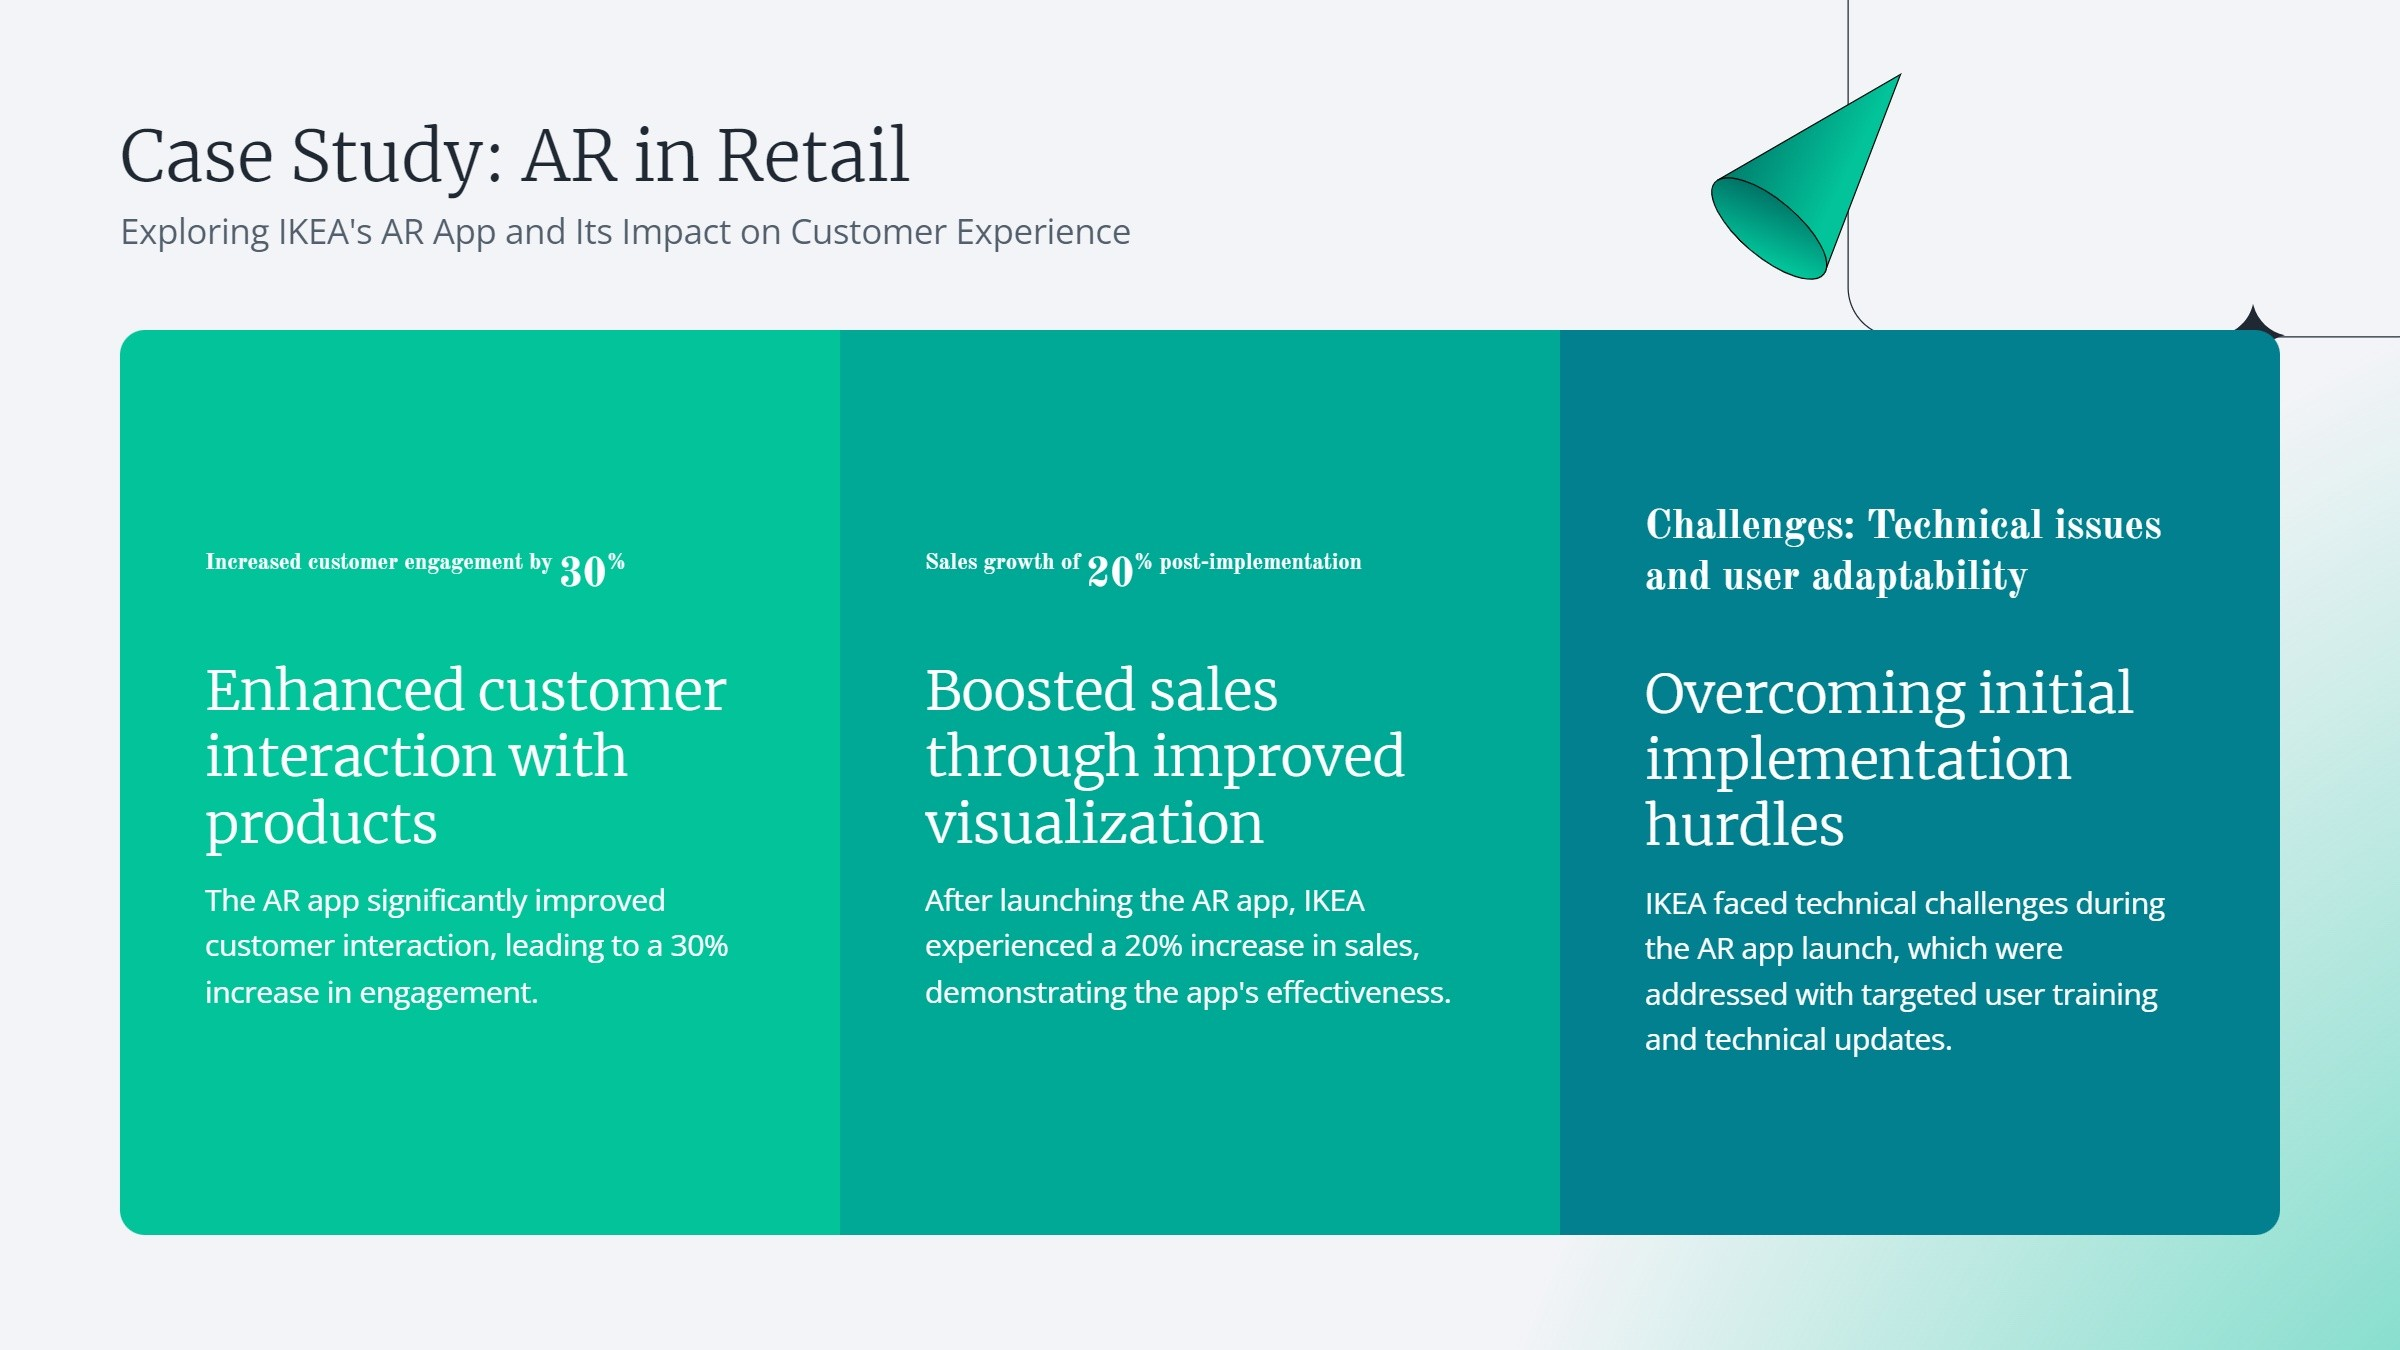 Case Study: AR in Retail
Exploring IKEA's AR App and Its Impact on Customer Experience
Increased customer engagement by 30%
Enhanced customer
interaction with
products
The AR app significantly improved
customer interaction, leading to a 30%
increase in engagement.
Sales growth of 20% post-implementation
Boosted sales
through improved
visualization
After launching the AR app, IKEA
experienced a 20% increase in sales,
demonstrating the app's effectiveness.
Challenges: Technical issues
and user adaptability
Overcoming initial
implementation
hurdles
IKEA faced technical challenges during
the AR app launch, which were
addressed with targeted user training
and technical updates.